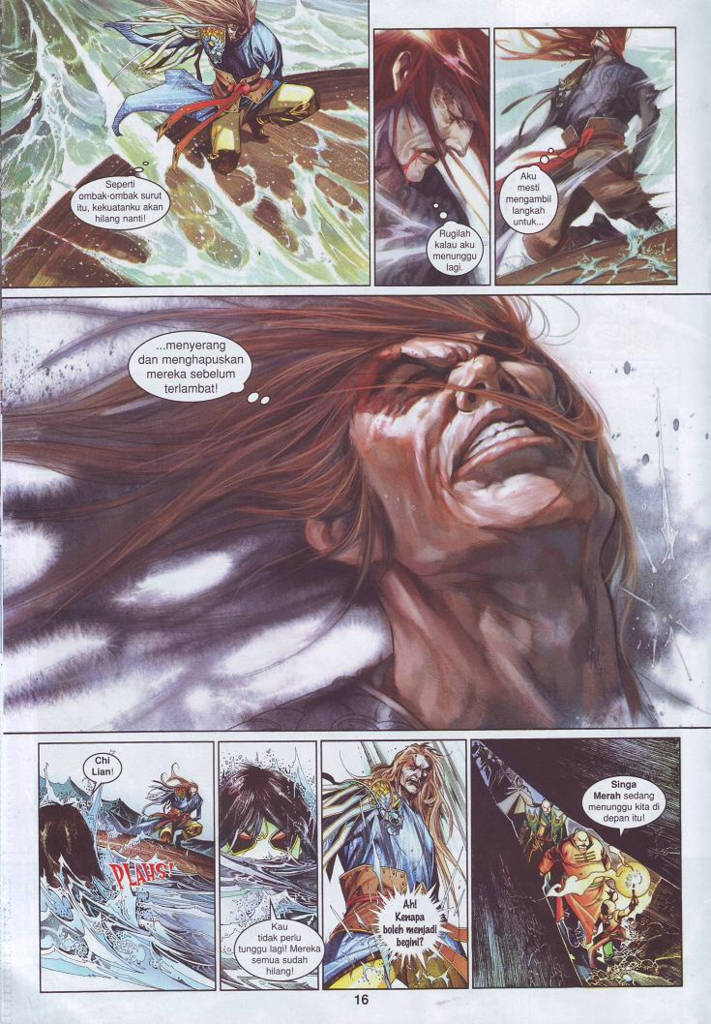 Seperti
ombak-ombak surut
itu, kekuatanku akan
hilang nanti!
Rugilah
kalau aku
menunggu
lagi.
Aku
mesti
mengambil
langkah
untuk...
...menyerang
dan menghapuskan
mereka sebelum
terlambat!
Chi
Lian!
PLAHS!
Kau
tidak perlu
tunggu lagi! Mereka
semua sudah
hilang!
Ah!
Kenapa
boleh menjadi
begini?
Singa
Merah sedang
menunggu kita di
depan itu!
16